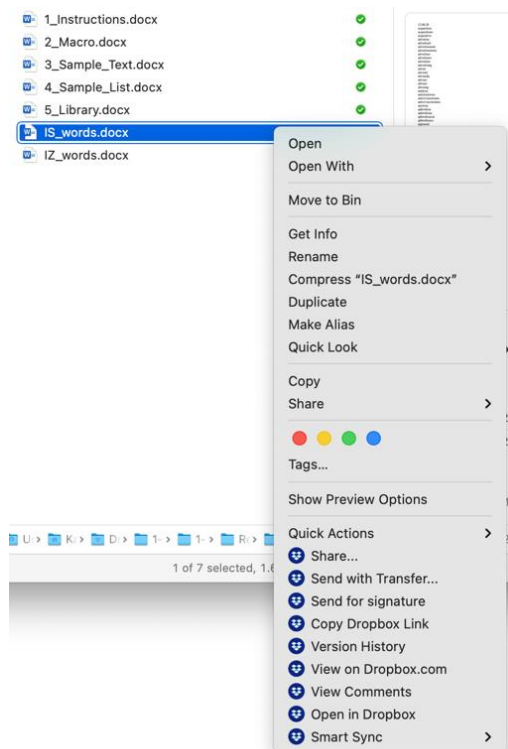 1_Instructions.docx
2_Macro.docx
3_Sample_Text.docx
4_Sample_List.docx
5_Library.docx
IS_words.docx
IZ_words.docx
Open
Open With
Move to Bin
Get Info
Rename
Compress “IS_words.docx”
Duplicate
Make Alias
Quick Look
Copy
Share
Tags...
Show Preview Options
Quick Actions
Share...
Send with Transfer...
Send for signature
Copy Dropbox Link
Version History
View on Dropbox.com
View Comments
Open in Dropbox
Smart Sync
1 of 7 selected,